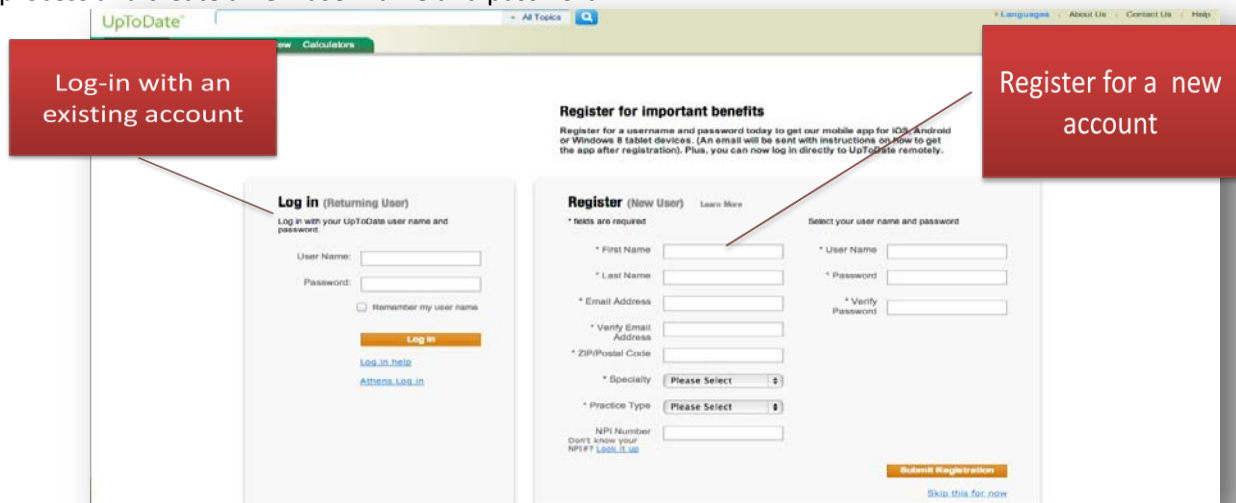 UpToDate®
All Topics
Languages | About Us | Contact Us | Help
Calculators
Log-in with an
existing account
Register for a new
account
Register for important benefits
Register for a username and password today to get our mobile app for iOS, Android
or Windows 8 tablet devices. (An email will be sent with instructions on how to get
the app after registration). Plus, you can now log in directly to UpToDate remotely.
Log in (Returning User)
Log in with your UpToDate user name and
password.
User Name:
Password:
Remember my user name
Log in
Log in help
Athens Log in
Register (New User) Learn More
* fields are required
* First Name
* Last Name
* Email Address
* Verify Email
Address
* ZIP/Postal Code
* Specialty Please Select
* Practice Type Please Select
NPI Number
Don't know your
NPI#? Look it up
Select your user name and password
* User Name
* Password
* Verify
Password
Submit Registration
Skip this for now